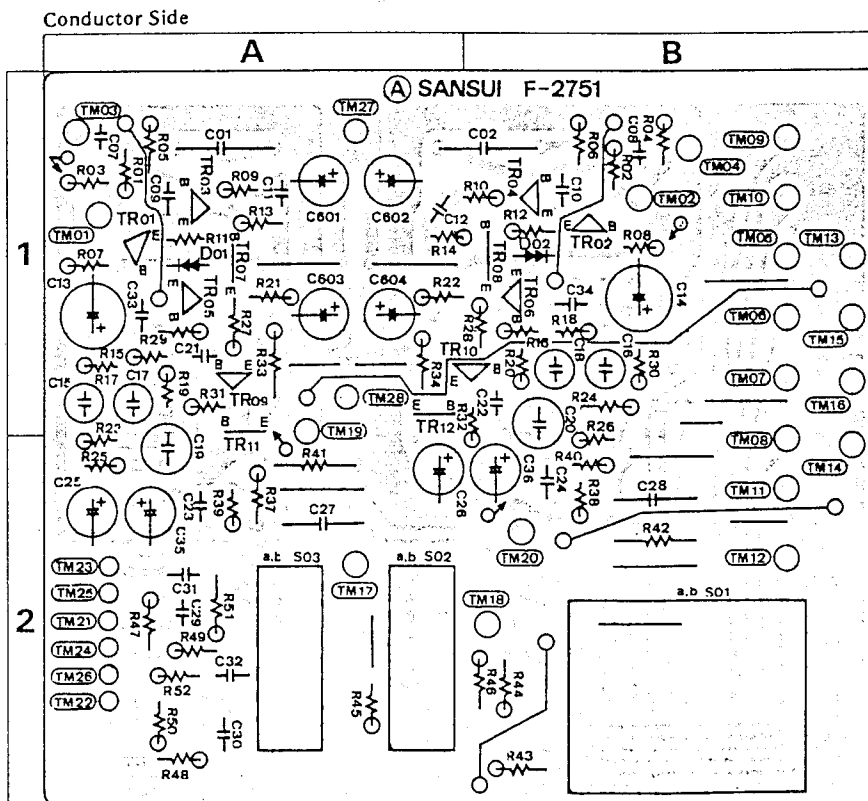 Conductor Side
A B
Ⓐ SANSUI F-2751
1
2
TM03 TM27
C07 R05 C01 C02 R06 C08 R04 TM09
R03 R01 C09 TR03 R09 C11 R10 TR04 C10 R02 TM04
TM02 TM10
TR01 B E R13 C601 C602 C12 R12 B E TR02
TM01 R11 B R14 B D02 R08 TM05 TM13
R07 B D01 TR07 TR08 E
C13 C33 TR05 E R21 C603 C604 R22 TR06 C34 C14
B R27 R28 B R18 TM06
R29 C21 R16 TM15
R15 R17 C17 R33 R34 TR10 R20 C18 C16 R30
C15 R19 B E TR09 TM28 B E C22 R24 TM07
R31 TM16
R23 B E TR11 TM19 E B TR12 R32 C20 R26 TM08
R25 C19 R41 R40 TM14
C25 C23 R39 R37 C26 C36 C24 R38 C28 TM11
C35 C27 R42
TM20 TM12
TM23 a.b S03 a.b S02
TM25 C31 TM17 a.b S01
TM21 R47 C29 R51 TM18
TM24 R49
TM26 R52 C32 R46 R44
TM22 R45
R50 C30
R48 R43